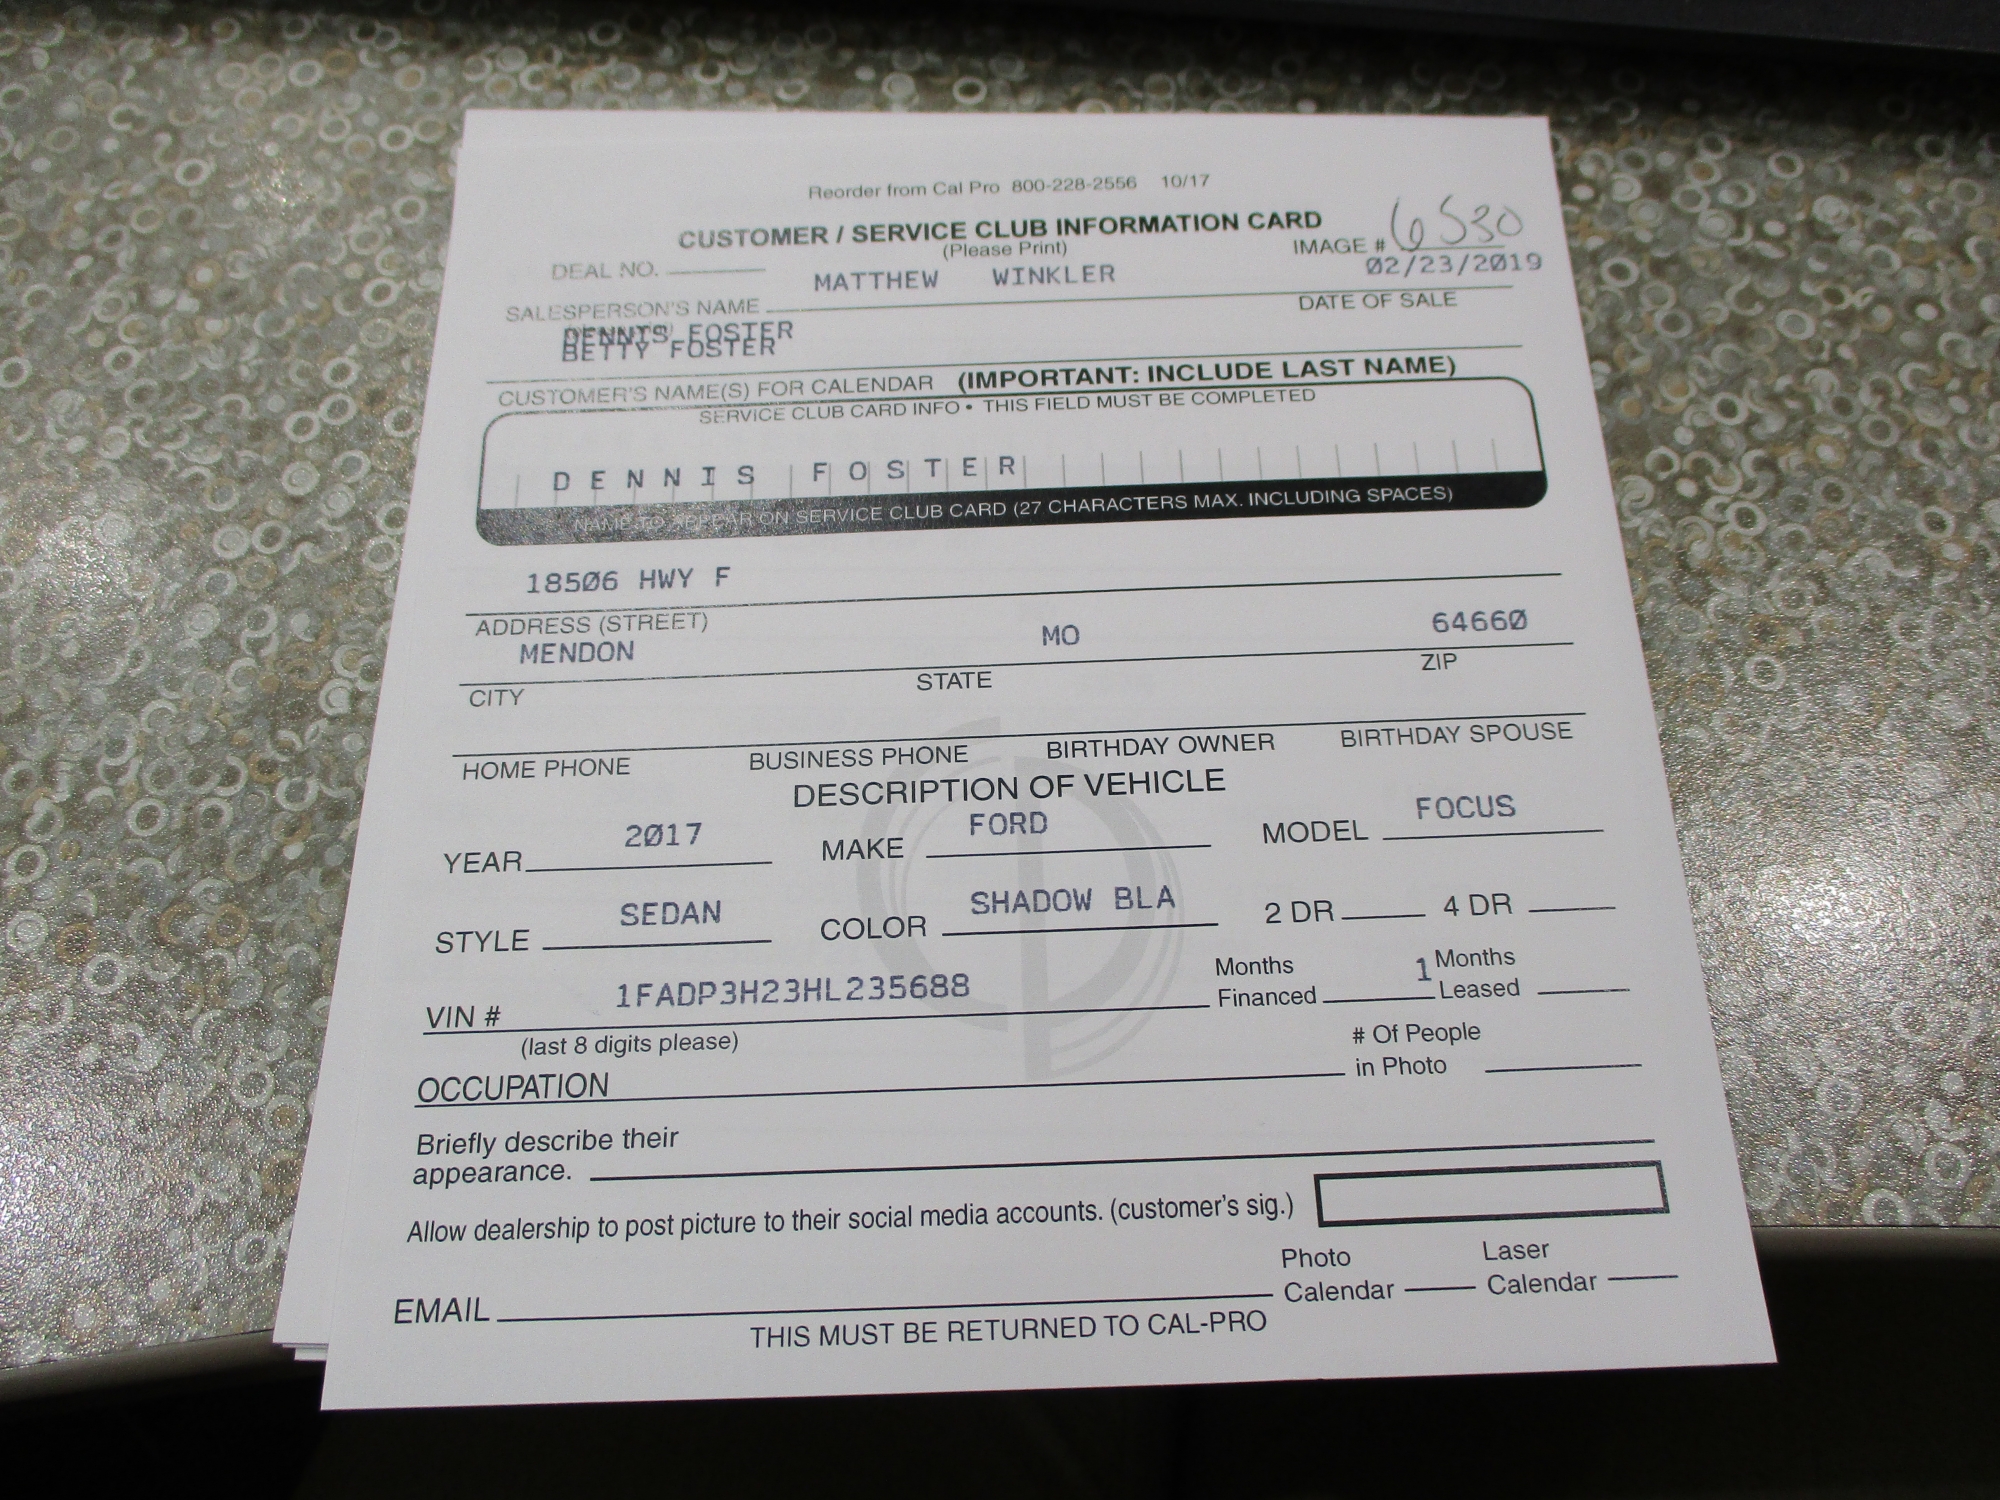 Reorder from Cal Pro 800-228-2556 10/17
CUSTOMER / SERVICE CLUB INFORMATION CARD
(Please Print)
IMAGE # 6530
DEAL NO.
MATTHEW WINKLER 02/23/2019
SALESPERSON'S NAME DATE OF SALE
DENNIS FOSTER
BETTY FOSTER
CUSTOMER'S NAME(S) FOR CALENDAR (IMPORTANT: INCLUDE LAST NAME)
SERVICE CLUB CARD INFO • THIS FIELD MUST BE COMPLETED
DENNIS FOSTER
NAME TO APPEAR ON SERVICE CLUB CARD (27 CHARACTERS MAX. INCLUDING SPACES)
18506 HWY F
ADDRESS (STREET)
MENDON MO 64660
CITY STATE ZIP
HOME PHONE BUSINESS PHONE BIRTHDAY OWNER BIRTHDAY SPOUSE
DESCRIPTION OF VEHICLE
YEAR 2017 MAKE FORD MODEL FOCUS
STYLE SEDAN COLOR SHADOW BLA 2 DR 4 DR
VIN # 1FADP3H23HL235688 Months Financed 1 Months Leased
(last 8 digits please)
OCCUPATION # Of People in Photo
Briefly describe their
appearance.
Allow dealership to post picture to their social media accounts. (customer's sig.)
EMAIL Photo Calendar Laser Calendar
THIS MUST BE RETURNED TO CAL-PRO